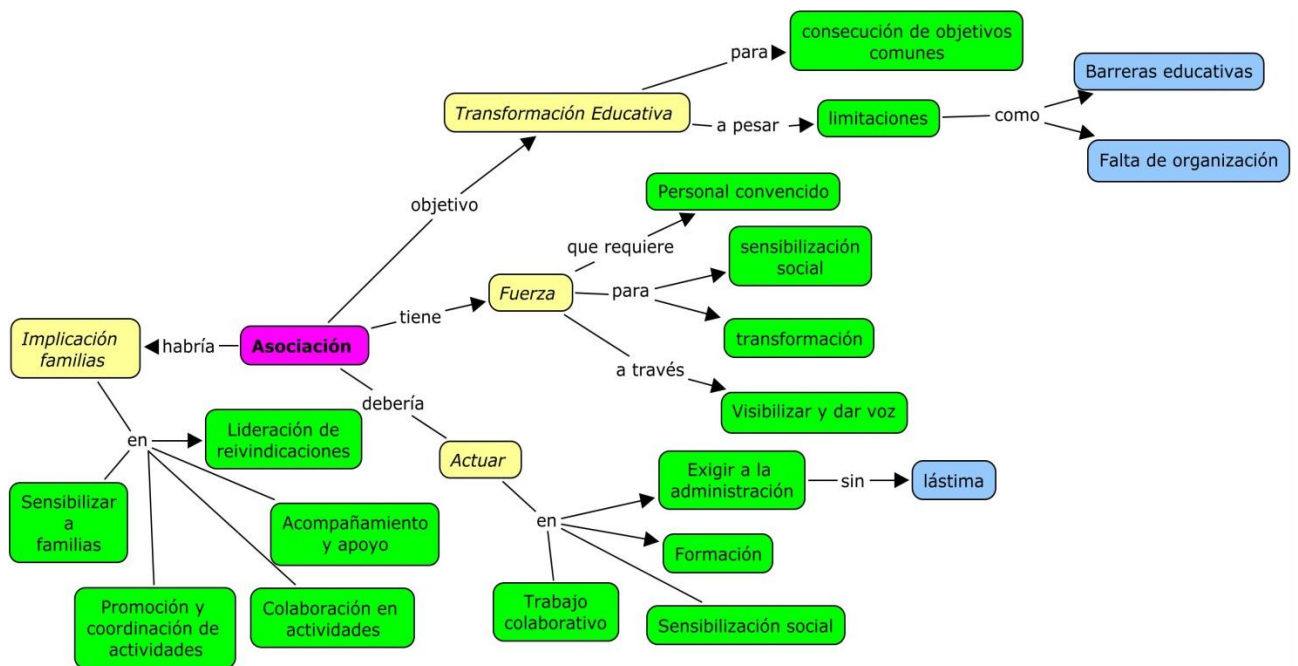 consecución de objetivos
comunes
para
Barreras educativas
Transformación Educativa
a pesar
limitaciones
como
Falta de organización
objetivo
Personal convencido
que requiere
sensibilización
social
Fuerza
para
tiene
transformación
Implicación
familias
habría
Asociación
a través
Visibilizar y dar voz
debería
Lideración de
reivindicaciones
en
Actuar
Exigir a la
administración
sin
lástima
Sensibilizar
a
familias
Acompañamiento
y apoyo
en
Formación
Promoción y
coordinación de
actividades
Colaboración en
actividades
Trabajo
colaborativo
Sensibilización social